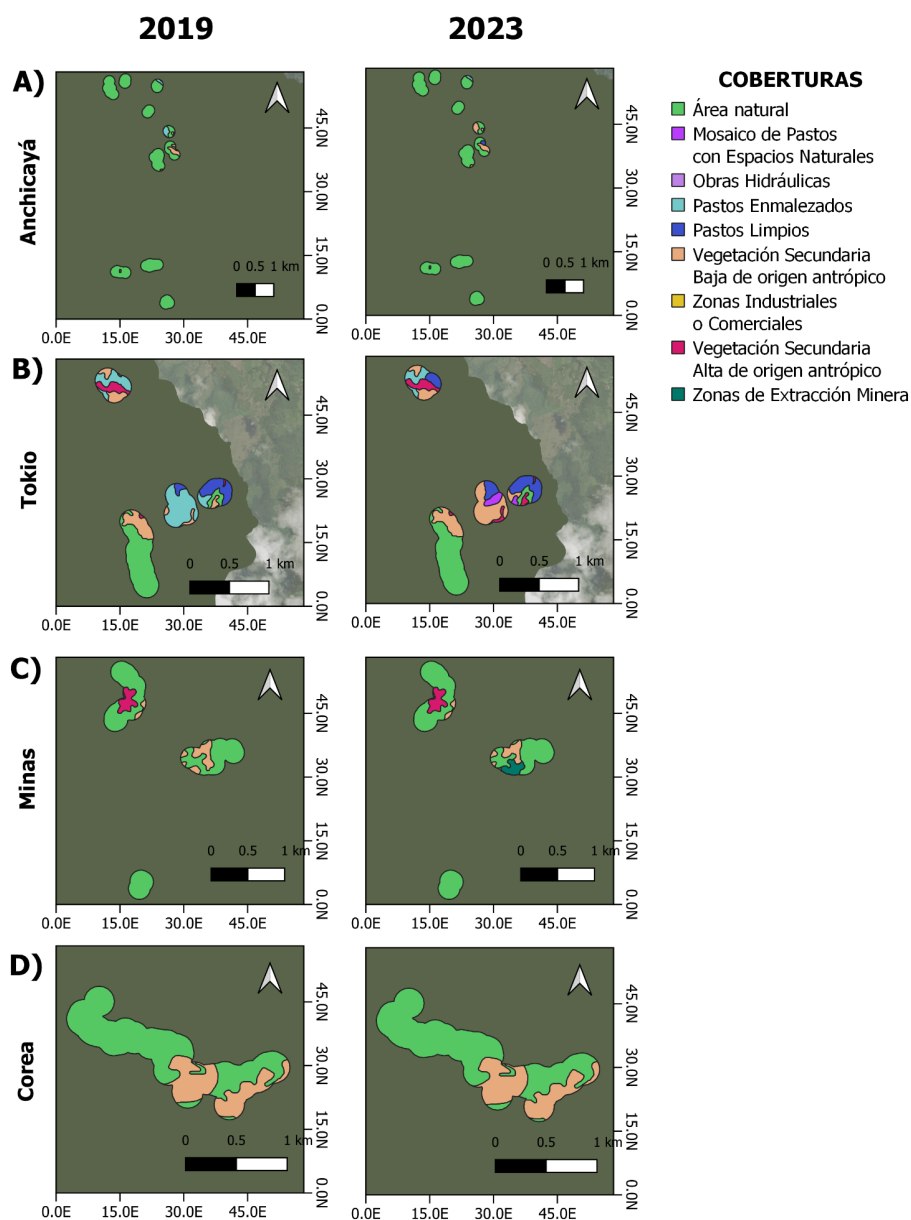 2019
2023
A)
Anchicayá
45.0N
30.0N
15.0N
0.0N
0 0.5 1 km
0.0E 15.0E 30.0E 45.0E
45.0N
30.0N
15.0N
0.0N
0 0.5 1 km
0.0E 15.0E 30.0E 45.0E
COBERTURAS
Área natural
Mosaico de Pastos
con Espacios Naturales
Obras Hidráulicas
Pastos Enmalezados
Pastos Limpios
Vegetación Secundaria
Baja de origen antrópico
Zonas Industriales
o Comerciales
Vegetación Secundaria
Alta de origen antrópico
Zonas de Extracción Minera
B)
Tokio
45.0N
30.0N
15.0N
0.0N
0 0.5 1 km
0.0E 15.0E 30.0E 45.0E
45.0N
30.0N
15.0N
0.0N
0 0.5 1 km
0.0E 15.0E 30.0E 45.0E
C)
Minas
45.0N
30.0N
15.0N
0.0N
0 0.5 1 km
0.0E 15.0E 30.0E 45.0E
45.0N
30.0N
15.0N
0.0N
0 0.5 1 km
0.0E 15.0E 30.0E 45.0E
D)
Corea
45.0N
30.0N
15.0N
0.0N
0 0.5 1 km
0.0E 15.0E 30.0E 45.0E
45.0N
30.0N
15.0N
0.0N
0 0.5 1 km
0.0E 15.0E 30.0E 45.0E